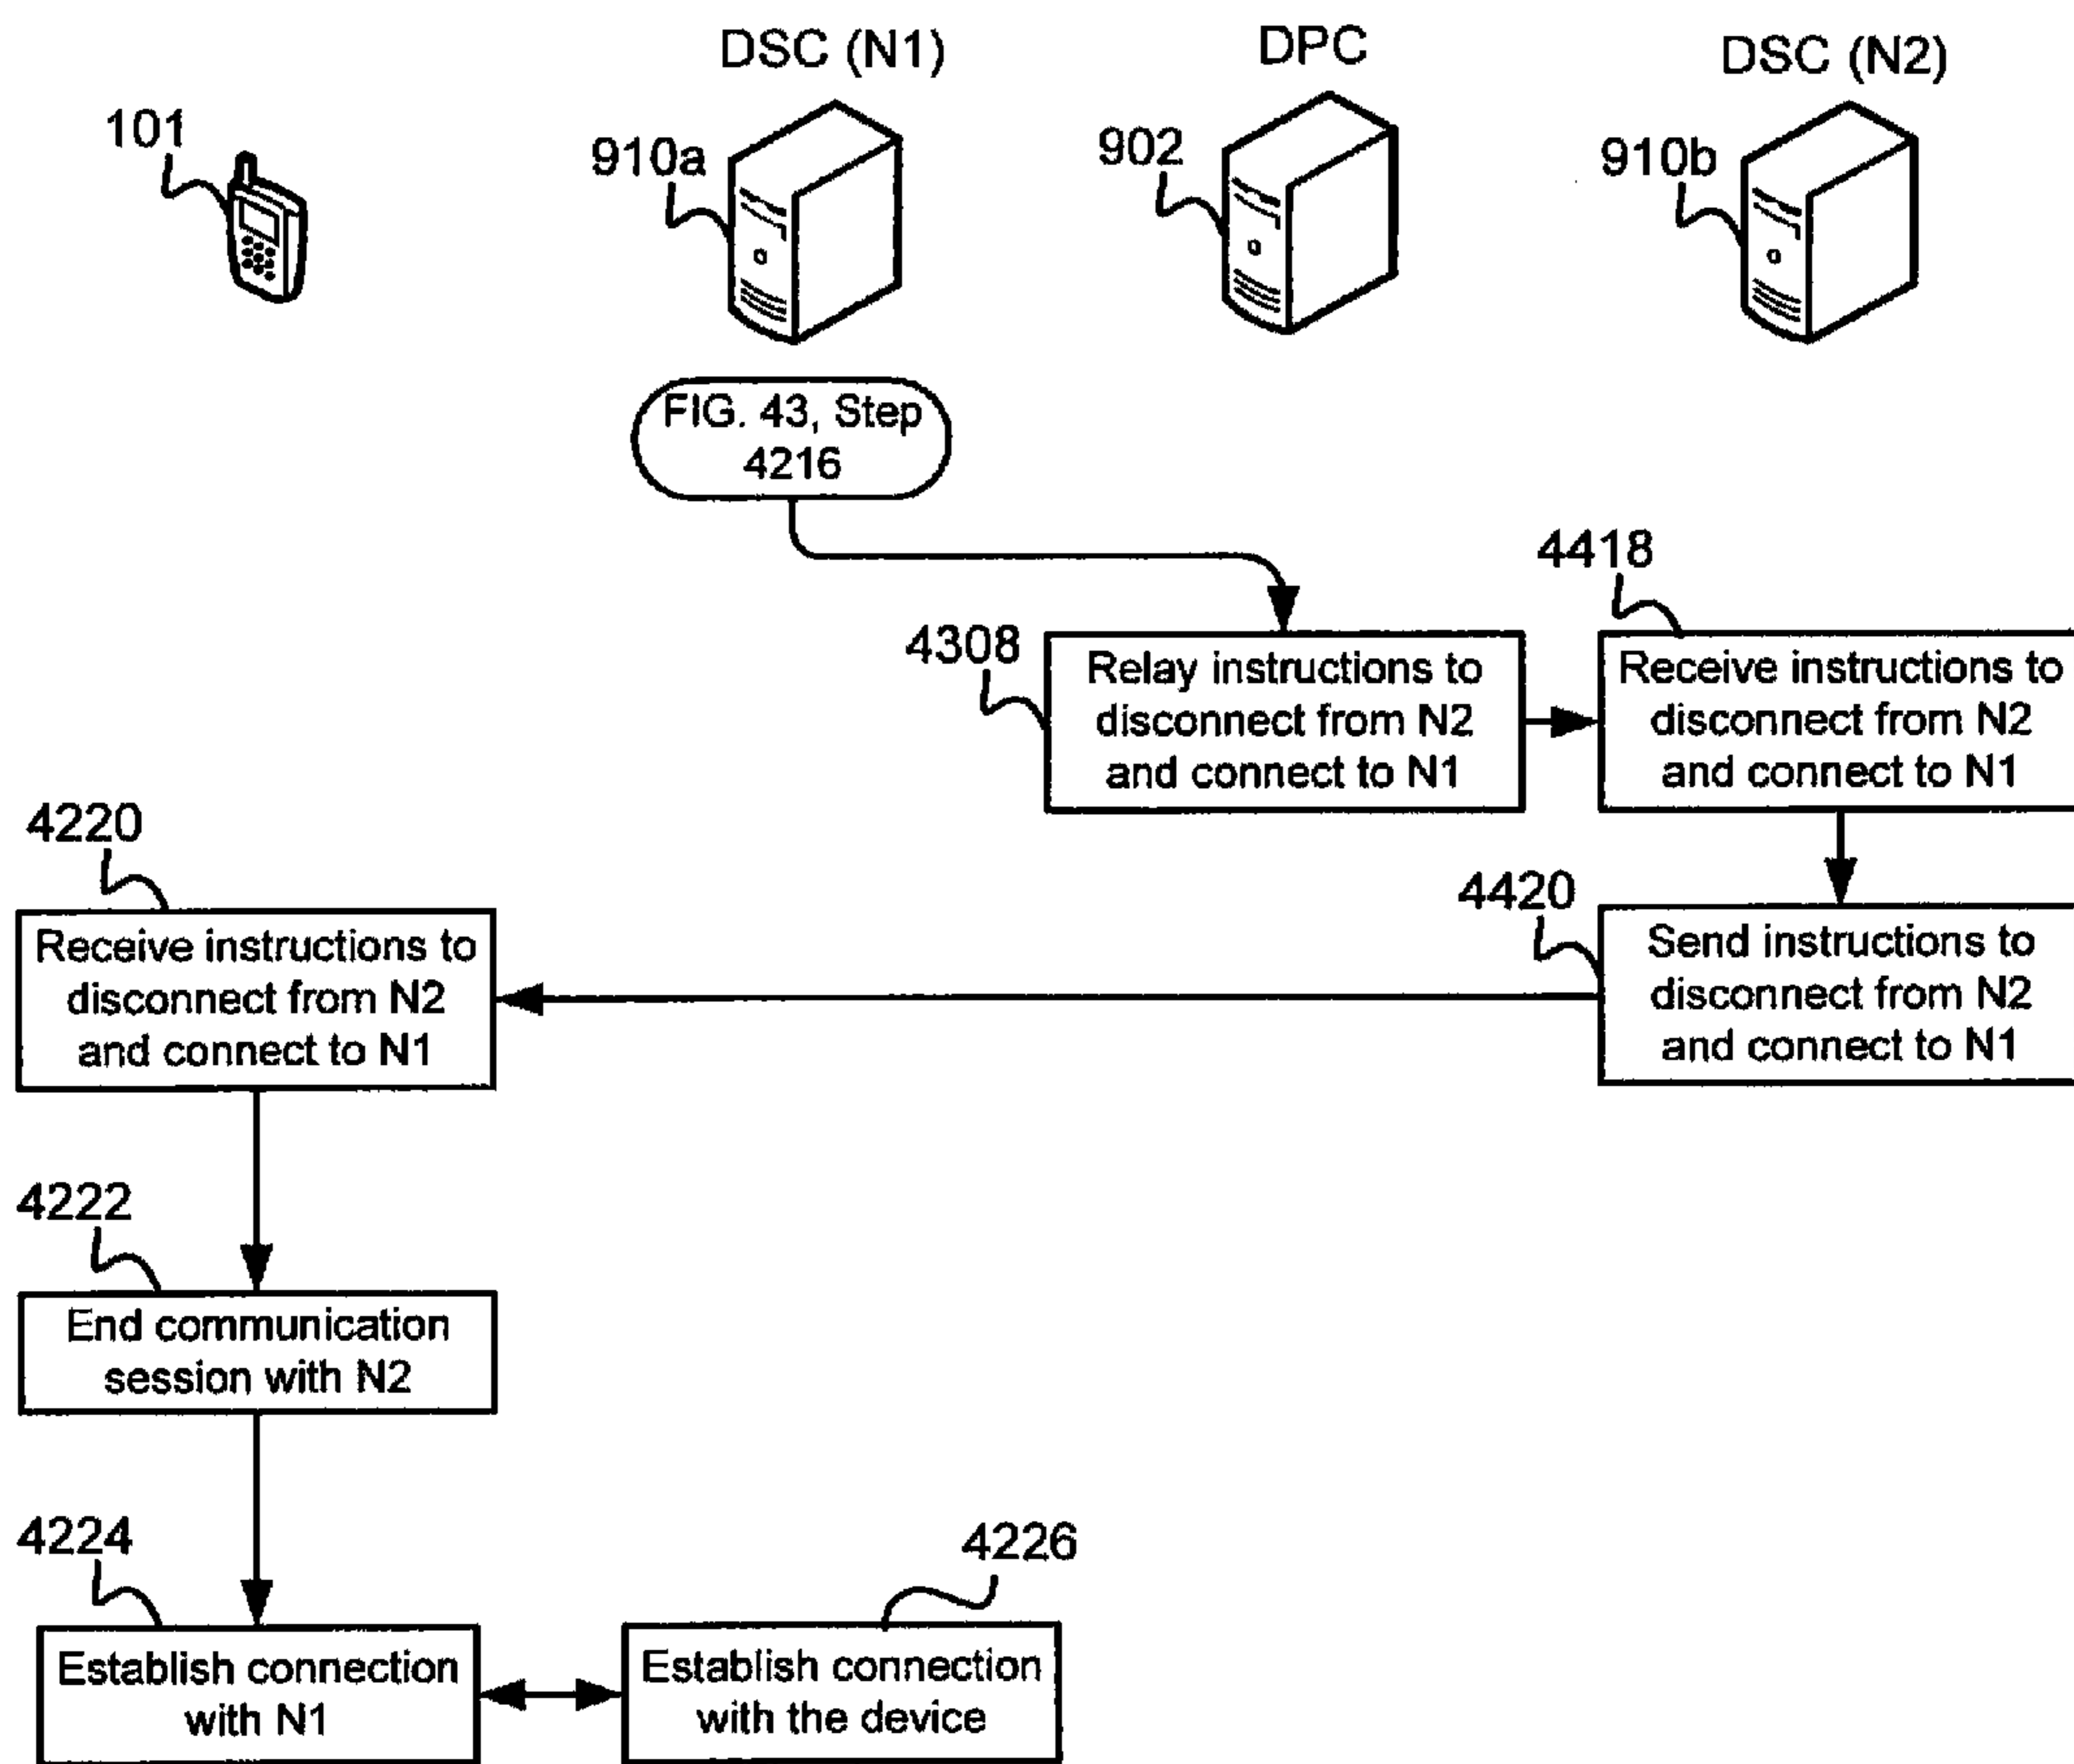 DSC (N1)
DPC
DSC (N2)
101
910a
902
910b
FIG. 43, Step
4216
4418
4308
Relay instructions to
disconnect from N2
and connect to N1
Receive instructions to
disconnect from N2
and connect to N1
4220
4420
Receive instructions to
disconnect from N2
and connect to N1
Send instructions to
disconnect from N2
and connect to N1
4222
End communication
session with N2
4224
4226
Establish connection
with N1
Establish connection
with the device